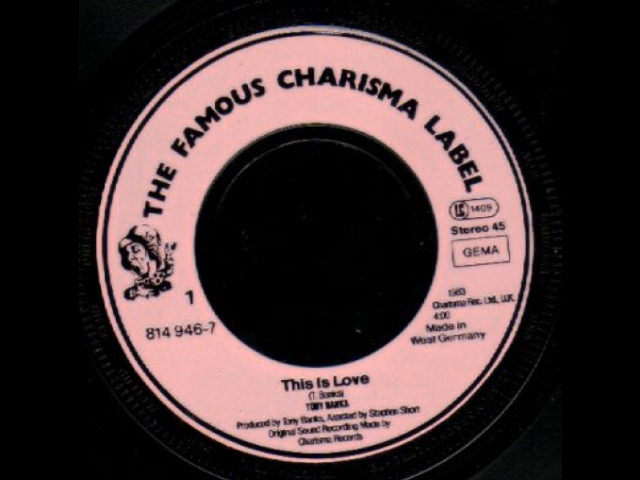 THE FAMOUS CHARISMA LABEL
LC 1409
Stereo 45
GEMA
1
814 946-7
1983
Charisma Rec. Ltd., U.K.
4:00
Made in
West Germany
This Is Love
(T. Banks)
TONY BANKS
Produced by Tony Banks, Assisted by Stephen Short
Original Sound Recording Made by
Charisma Records